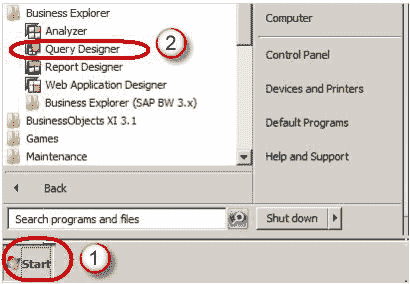 Business Explorer
Analyzer
Query Designer
2
Report Designer
Web Application Designer
Business Explorer (SAP BW 3.x)
BusinessObjects XI 3.1
Games
Maintenance
Back
Search programs and files
Computer
Control Panel
Devices and Printers
Default Programs
Help and Support
Shut down
Start
1